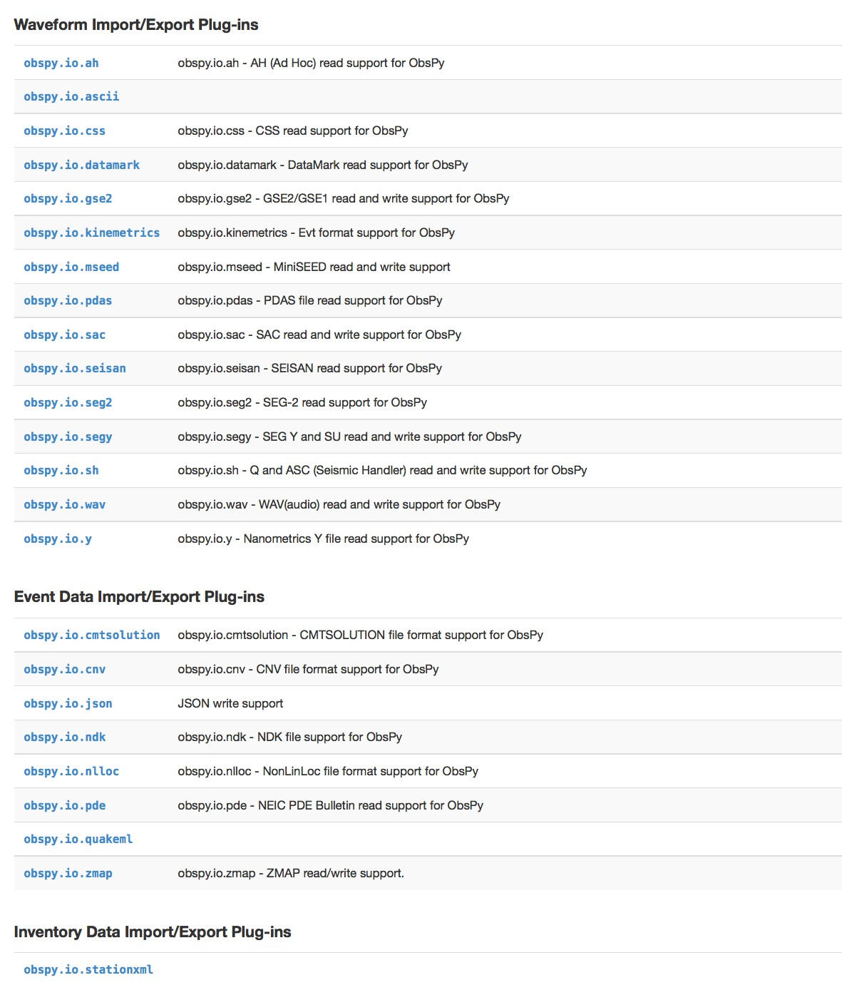 Waveform Import/Export Plug-ins
obspy.io.ah obspy.io.ah - AH (Ad Hoc) read support for ObsPy
obspy.io.ascii
obspy.io.css obspy.io.css - CSS read support for ObsPy
obspy.io.datamark obspy.io.datamark - DataMark read support for ObsPy
obspy.io.gse2 obspy.io.gse2 - GSE2/GSE1 read and write support for ObsPy
obspy.io.kinemetrics obspy.io.kinemetrics - Evt format support for ObsPy
obspy.io.mseed obspy.io.mseed - MiniSEED read and write support
obspy.io.pdas obspy.io.pdas - PDAS file read support for ObsPy
obspy.io.sac obspy.io.sac - SAC read and write support for ObsPy
obspy.io.seisan obspy.io.seisan - SEISAN read support for ObsPy
obspy.io.seg2 obspy.io.seg2 - SEG-2 read support for ObsPy
obspy.io.segy obspy.io.segy - SEG Y and SU read and write support for ObsPy
obspy.io.sh obspy.io.sh - Q and ASC (Seismic Handler) read and write support for ObsPy
obspy.io.wav obspy.io.wav - WAV(audio) read and write support for ObsPy
obspy.io.y obspy.io.y - Nanometrics Y file read support for ObsPy
Event Data Import/Export Plug-ins
obspy.io.cmtsolution obspy.io.cmtsolution - CMTSOLUTION file format support for ObsPy
obspy.io.cnv obspy.io.cnv - CNV file format support for ObsPy
obspy.io.json JSON write support
obspy.io.ndk obspy.io.ndk - NDK file support for ObsPy
obspy.io.nlloc obspy.io.nlloc - NonLinLoc file format support for ObsPy
obspy.io.pde obspy.io.pde - NEIC PDE Bulletin read support for ObsPy
obspy.io.quakeml
obspy.io.zmap obspy.io.zmap - ZMAP read/write support.
Inventory Data Import/Export Plug-ins
obspy.io.stationxml